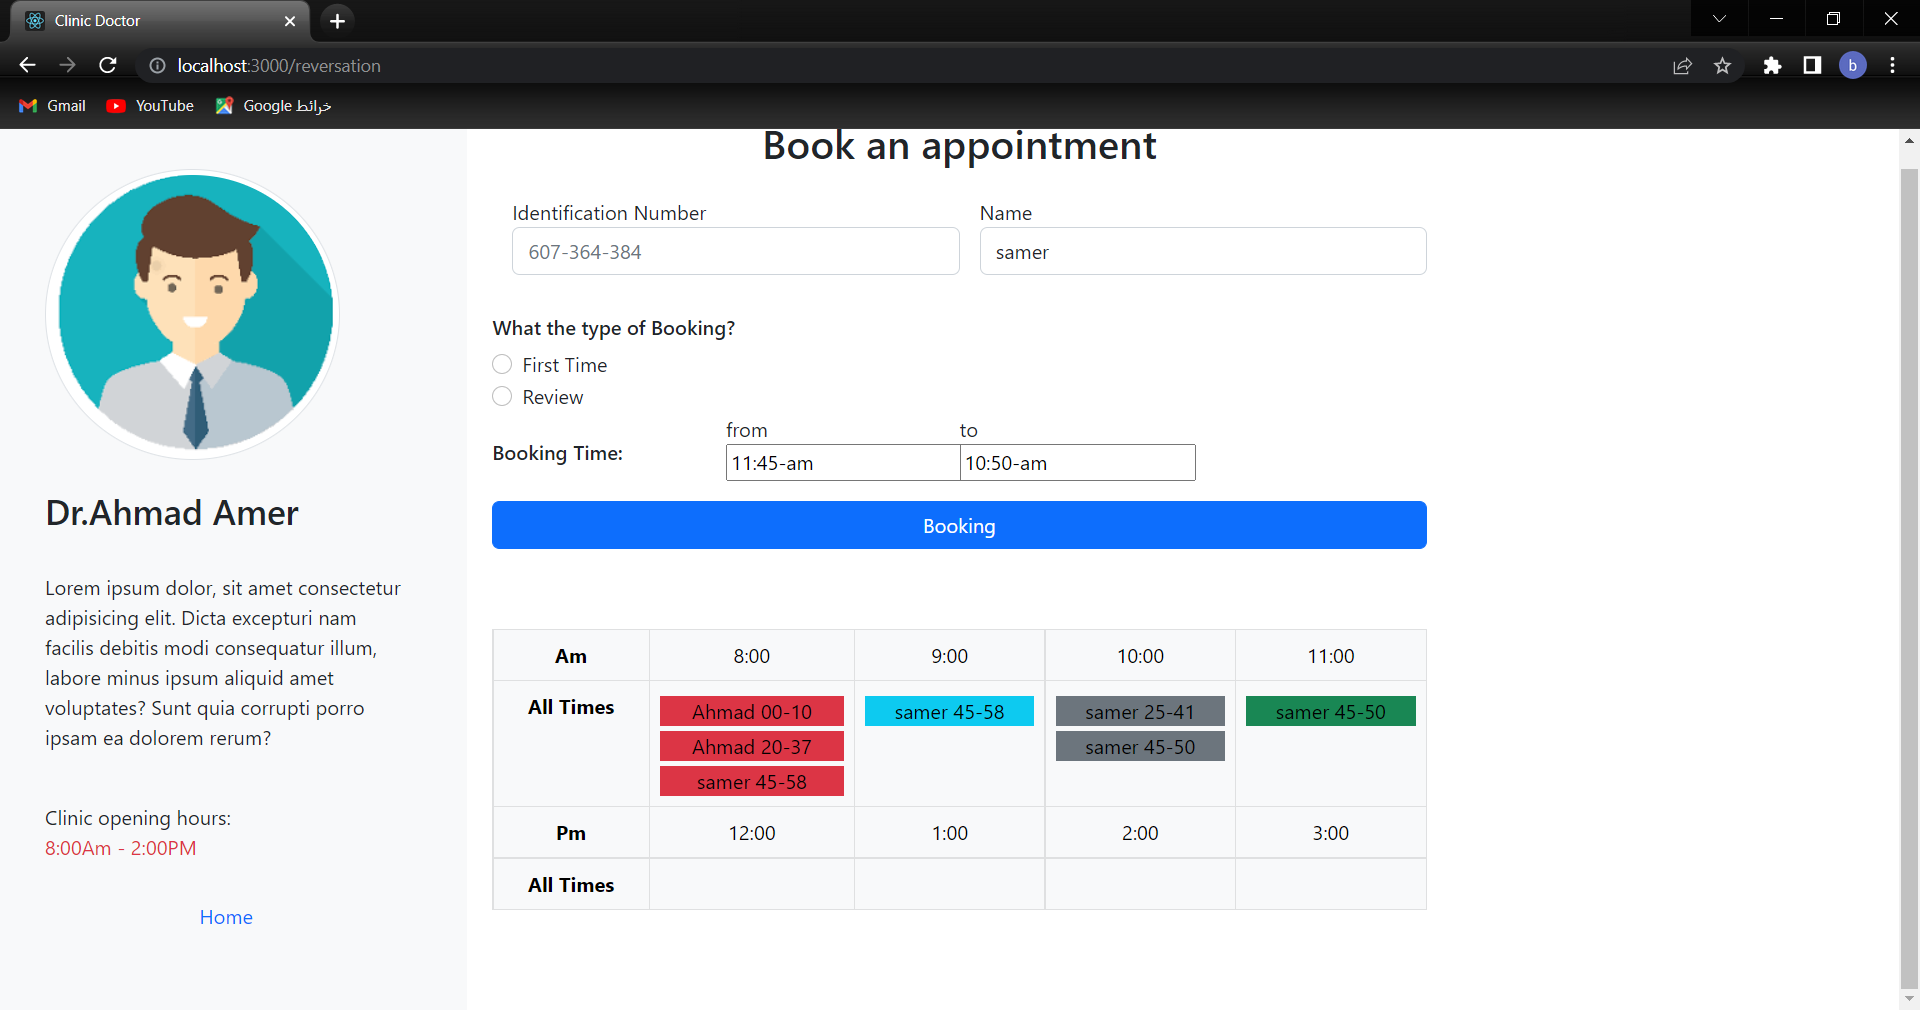 Clinic Doctor
localhost:3000/reversation
b
Gmail
YouTube
Google خرائط
Book an appointment
Identification Number
Name
607-364-384
samer
What the type of Booking?
First Time
Review
from
to
Booking Time:
11:45-am
10:50-am
Booking
Dr.Ahmad Amer
Lorem ipsum dolor, sit amet consectetur
adipisicing elit. Dicta excepturi nam
facilis debitis modi consequatur illum,
labore minus ipsum aliquid amet
voluptates? Sunt quia corrupti porro
ipsam ea dolorem rerum?
Clinic opening hours:
8:00Am - 2:00PM
Home
Am 8:00 9:00 10:00 11:00
All Times Ahmad 00-10 samer 45-58 samer 25-41 samer 45-50
Ahmad 20-37 samer 45-50
samer 45-58
Pm 12:00 1:00 2:00 3:00
All Times